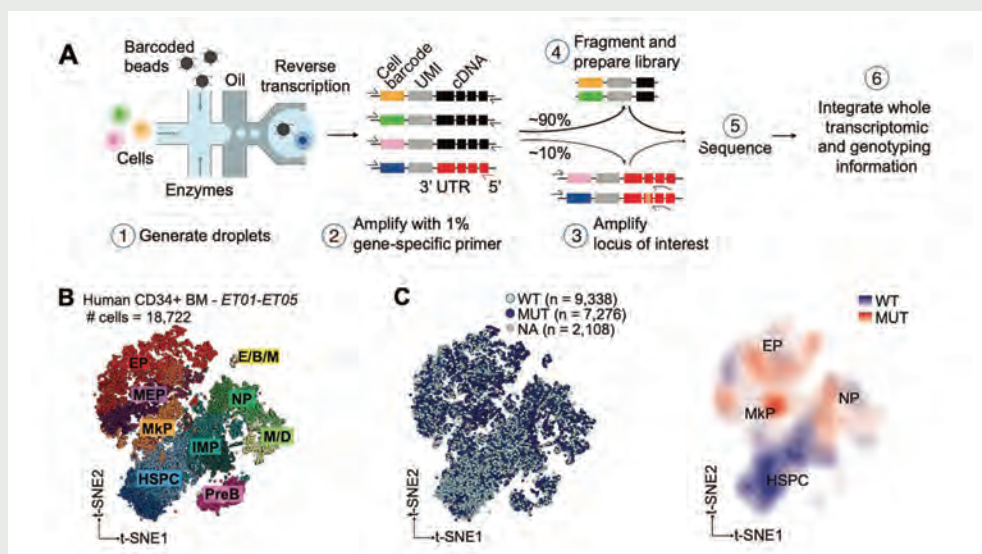 A
Barcoded
beads
Oil
Reverse
transcription
Cells
Enzymes
1 Generate droplets
Cell
barcode
UMI
cDNA
3' UTR 5'
2 Amplify with 1%
gene-specific primer
~90%
~10%
4 Fragment and
prepare library
3 Amplify
locus of interest
5
Sequence
6
Integrate whole
transcriptomic
and genotyping
information
B Human CD34+ BM - ET01-ET05
# cells = 18,722
EP
E/B/M
MEP
NP
MkP
M/D
IMP
HSPC
PreB
t-SNE2
t-SNE1
C
WT (n = 9,338)
MUT (n = 7,276)
NA (n = 2,108)
t-SNE2
t-SNE1
WT
MUT
EP
MkP
NP
HSPC
t-SNE2
t-SNE1